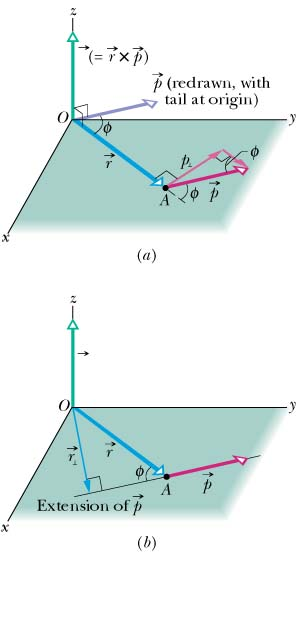 z
(= r⃗ × p⃗)
p⃗ (redrawn, with
tail at origin)
O
ϕ
y
r⃗
p⊥
ϕ
A
ϕ
p⃗
x
(a)
z
O
y
r⃗⊥
r⃗
ϕ
A
p⃗
Extension of p⃗
x
(b)